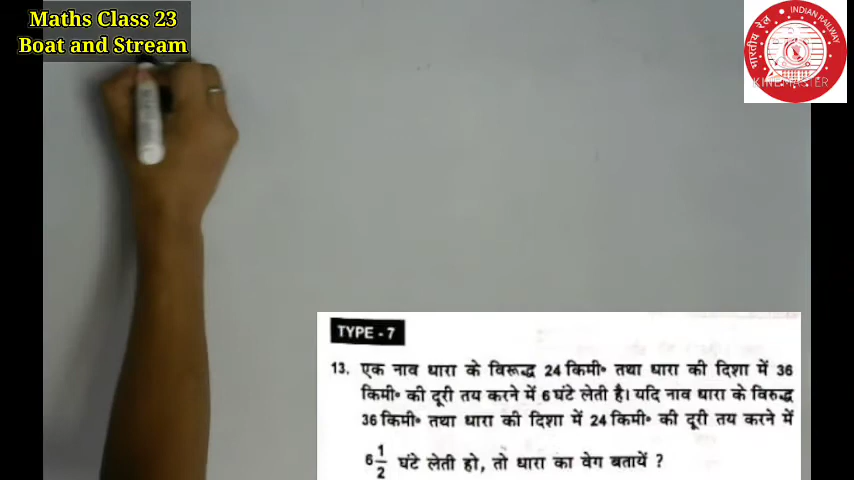 Maths Class 23
Boat and Stream
भारतीय रेल INDIAN RAILWAY
KINEMASTER
TYPE - 7
13. एक नाव धारा के विरूद्ध 24 किमी॰ तथा धारा की दिशा में 36
किमी॰ की दूरी तय करने में 6 घंटे लेती है। यदि नाव धारा के विरुद्ध
36 किमी॰ तथा धारा की दिशा में 24 किमी॰ की दूरी तय करने में
6 1/2 घंटे लेती हो, तो धारा का वेग बतायें ?